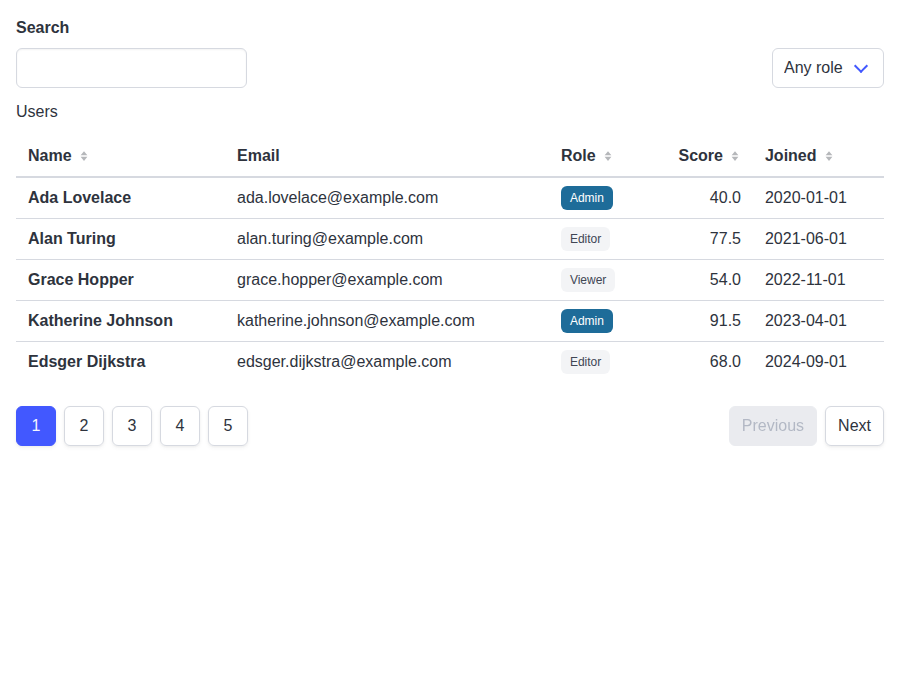 Search
Any role
Users
Name Email Role Score Joined
Ada Lovelace ada.lovelace@example.com Admin 40.0 2020-01-01
Alan Turing alan.turing@example.com Editor 77.5 2021-06-01
Grace Hopper grace.hopper@example.com Viewer 54.0 2022-11-01
Katherine Johnson katherine.johnson@example.com Admin 91.5 2023-04-01
Edsger Dijkstra edsger.dijkstra@example.com Editor 68.0 2024-09-01
1 2 3 4 5 Previous Next